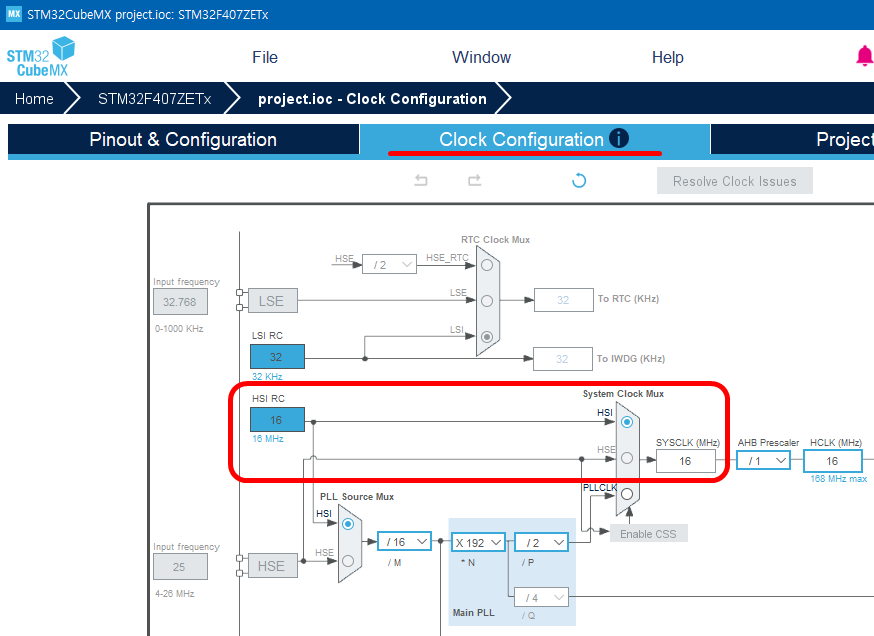 MX STM32CubeMX project.ioc: STM32F407ZETx
STM32
CubeMX
File Window Help
Home STM32F407ZETx project.ioc - Clock Configuration
Pinout & Configuration Clock Configuration i Project
Resolve Clock Issues
RTC Clock Mux
HSE / 2 HSE_RTC
Input frequency
32.768 LSE LSE 32 To RTC (KHz)
0-1000 KHz
LSI RC LSI
32 32 To IWDG (KHz)
32 KHz
System Clock Mux
HSI RC
16 HSI
16 MHz
HSE SYSCLK (MHz) AHB Prescaler HCLK (MHz)
16 / 1 16
168 MHz max
PLL Source Mux PLLCLK
HSI
Enable CSS
/ 16 X 192 / 2
Input frequency HSE
/ M * N / P
25 HSE
4-26 MHz
/ 4
Main PLL / Q